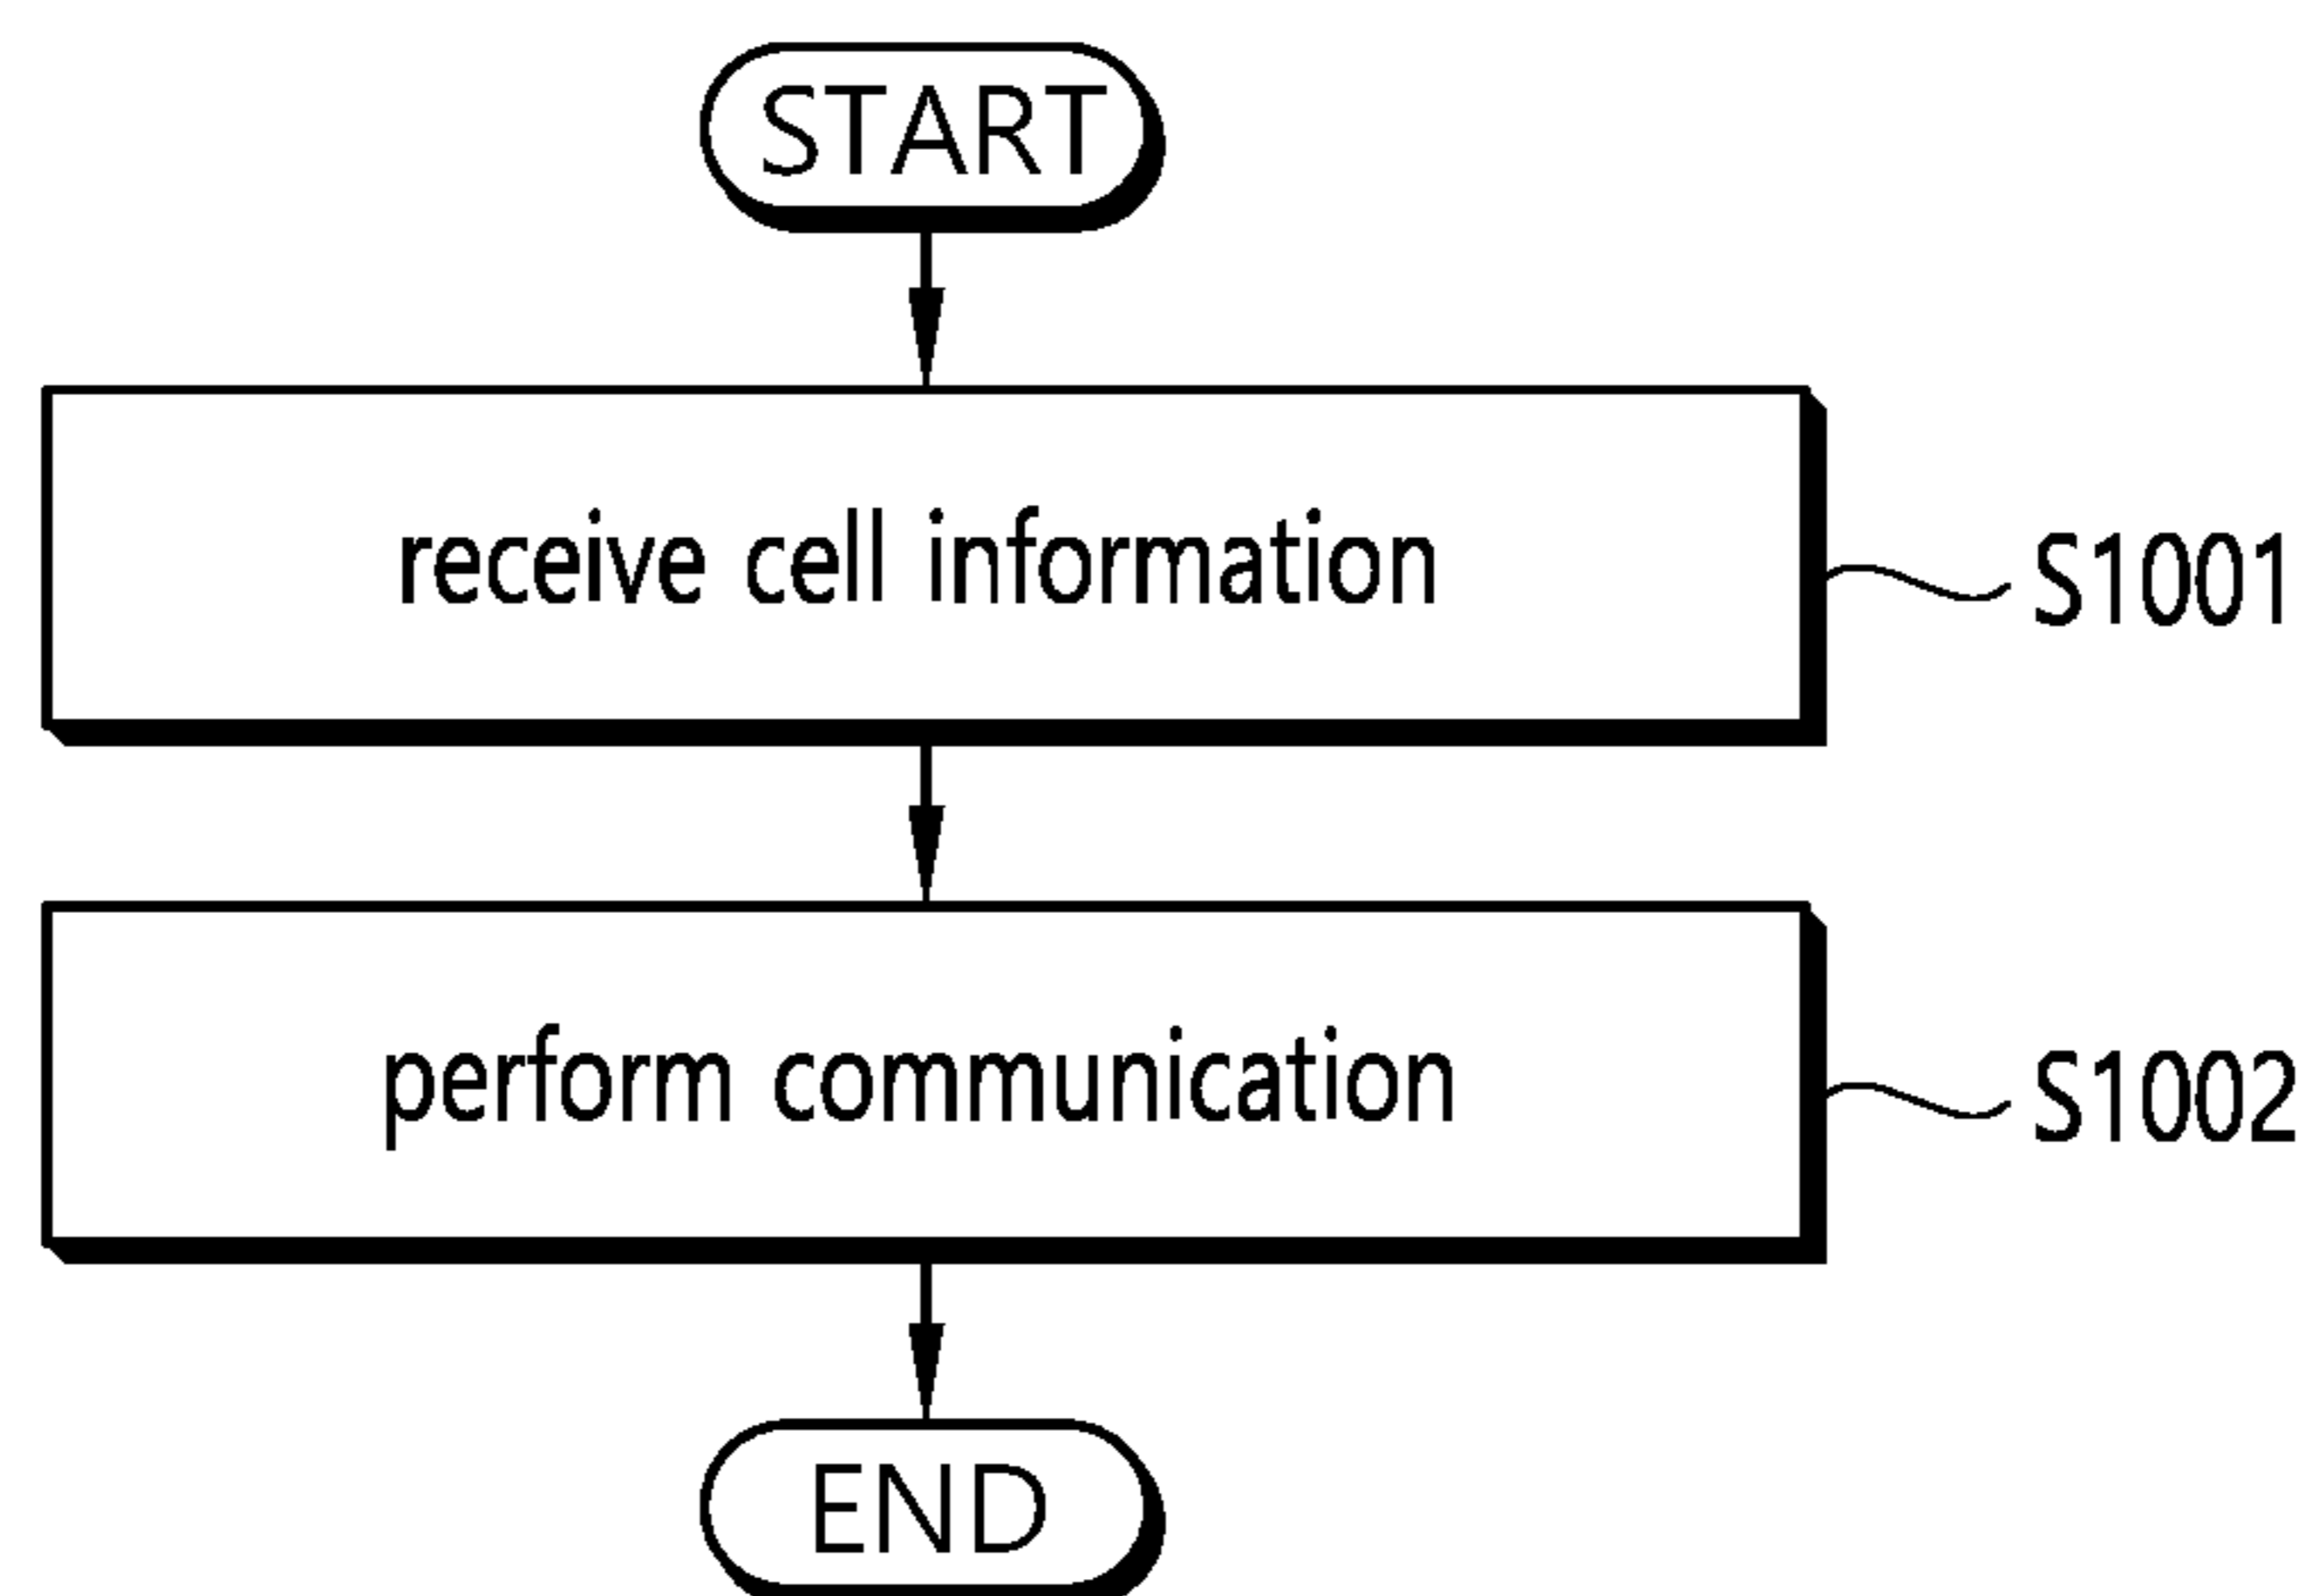 START
receive cell information
S1001
perform communication
S1002
END